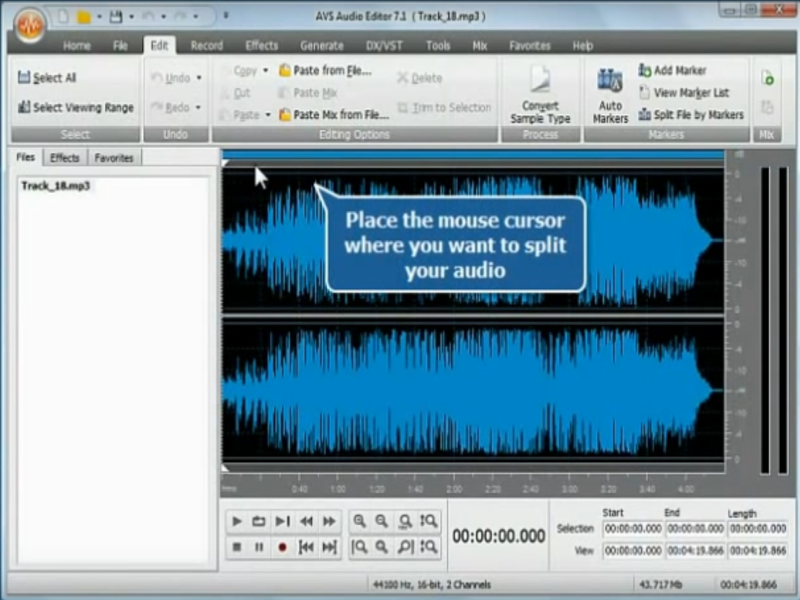 AVS Audio Editor 7.1 ( Track_18.mp3 )
Home File Edit Record Effects Generate DX/VST Tools Mix Favorites Help
Select All Undo Copy Paste from File... Delete Add Marker
Cut Paste Mix View Marker List
Select Viewing Range Redo Paste Paste Mix from File... Trim to Selection Convert Sample Type Auto Markers Split File by Markers
Select Undo Editing Options Process Markers Mix
Files Effects Favorites
Track_18.mp3
Place the mouse cursor
where you want to split
your audio
0:40 1:00 1:20 1:40 2:00 2:20 2:40 3:00 3:20 3:40 4:00
Start End Length
00:00:00.000
Selection 00:00:00.000 00:00:00.000 00:00:00.000
View 00:00:00.000 00:04:19.866 00:04:19.866
44100 Hz, 16-bit, 2 Channels 43.717 Mb 00:04:19.866